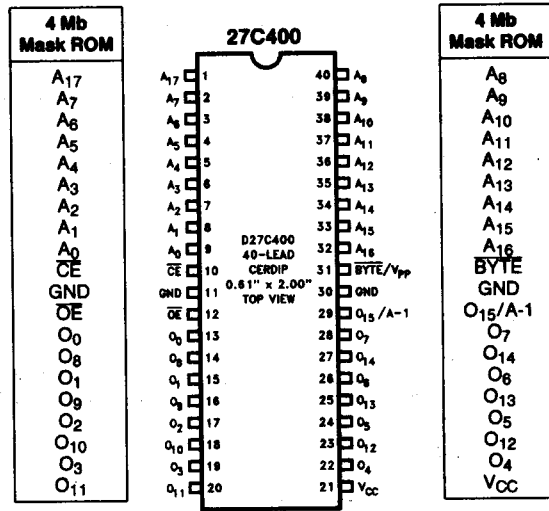 4 Mb
Mask ROM
A17
A7
A6
A5
A4
A3
A2
A1
A0
CE
GND
OE
O0
O8
O1
O9
O2
O10
O3
O11
27C400
A17 1
A7 2
A6 3
A5 4
A4 5
A3 6
A2 7
A1 8
A0 9
CE 10
GND 11
OE 12
O0 13
O8 14
O1 15
O9 16
O2 17
O10 18
O3 19
O11 20
D27C400
40-LEAD
CERDIP
0.61" x 2.00"
TOP VIEW
40 A8
39 A9
38 A10
37 A11
36 A12
35 A13
34 A14
33 A15
32 A16
31 BYTE/VPP
30 GND
29 O15/A-1
28 O7
27 O14
26 O6
25 O13
24 O5
23 O12
22 O4
21 VCC
4 Mb
Mask ROM
A8
A9
A10
A11
A12
A13
A14
A15
A16
BYTE
GND
O15/A-1
O7
O14
O6
O13
O5
O12
O4
VCC